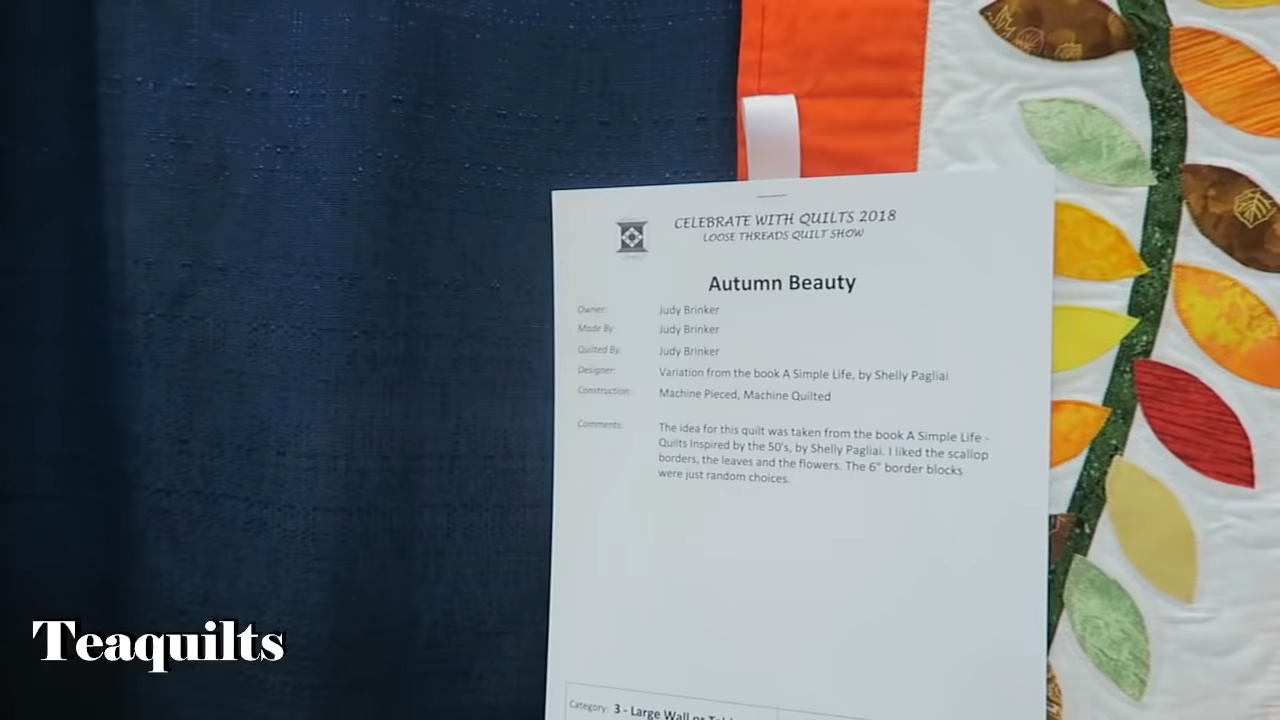 CELEBRATE WITH QUILTS 2018
LOOSE THREADS QUILT SHOW
Autumn Beauty
Owner: Judy Brinker
Made By: Judy Brinker
Quilted By: Judy Brinker
Designer: Variation from the book A Simple Life, by Shelly Pagliai
Construction: Machine Pieced, Machine Quilted
Comments: The idea for this quilt was taken from the book A Simple Life -
Quilts Inspired by the 50's, by Shelly Pagliai. I liked the scallop
borders, the leaves and the flowers. The 6" border blocks
were just random choices.
Category: 3 - Large Wall or
Teaquilts